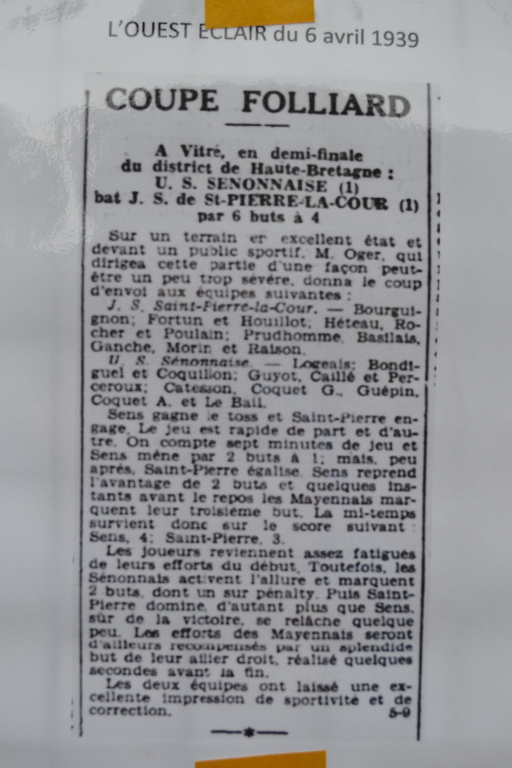 L'OUEST ECLAIR du 6 avril 1939
COUPE FOLLIARD
A Vitré, en demi-finale
du district de Haute-Bretagne :
U. S. SENONNAISE (1)
bat J. S. de St-PIERRE-LA-COUR (1)
par 6 buts à 4
Sur un terrain er excellent état et
devant un public sportif, M. Oger, qui
dirigea cette partie d'une façon peut-
être un peu trop sévère, donna le coup
d'envoi aux équipes suivantes :
J. S. Saint-Pierre-la-Cour. — Bourgui-
gnon; Fortun et Houillot; Héteau, Ro-
cher et Poulain; Prudhomme, Basilais,
Ganche, Morin et Raison.
U. S. Sénonnaise. — Logeais; Bondi-
guel et Coquillon; Guyot, Caillé et Per-
ceroux; Catesson, Coquet G., Guépin,
Coquet A. et Le Bail.
Sens gagne le toss et Saint-Pierre en-
gage. Le jeu est rapide de part et d'au-
tre. On compte sept minutes de jeu et
Sens mène par 2 buts à 1; mais, peu
après, Saint-Pierre égalise. Sens reprend
l'avantage de 2 buts et quelques ins-
tants avant le repos les Mayennais mar-
quent leur troisième but. La mi-temps
survient donc sur le score suivant :
Sens, 4; Saint-Pierre, 3.
Les joueurs reviennent assez fatigués
de leurs efforts du début. Toutefois, les
Sénonnais activent l'allure et marquent
2 buts, dont un sur pénalty. Puis Saint-
Pierre domine, d'autant plus que Sens,
sûr de la victoire, se relâche quelque
peu. Les efforts des Mayennais seront
d'ailleurs récompensés par un splendide
but de leur ailier droit, réalisé quelques
secondes avant la fin.
Les deux équipes ont laissé une ex-
cellente impression de sportivité et de
correction. 5-9